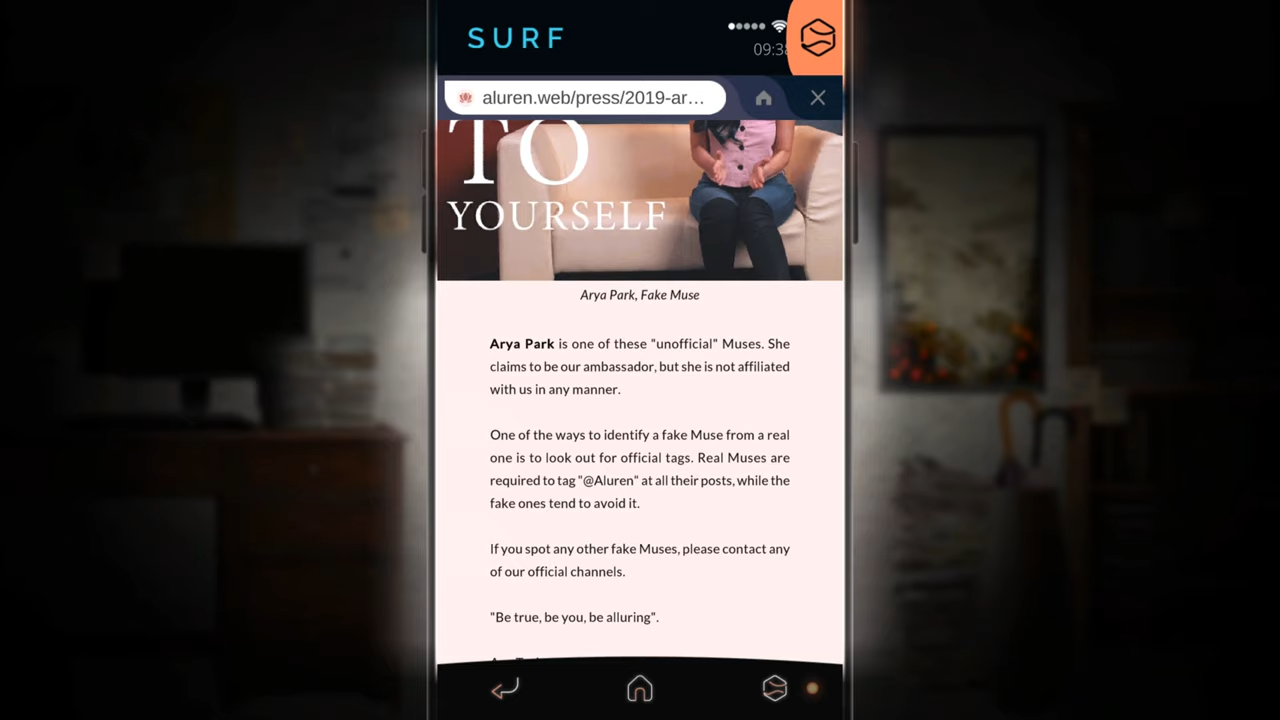 SURF
09:3
aluren.web/press/2019-ar...
TO
YOURSELF
Arya Park, Fake Muse
Arya Park is one of these "unofficial" Muses. She
claims to be our ambassador, but she is not affiliated
with us in any manner.
One of the ways to identify a fake Muse from a real
one is to look out for official tags. Real Muses are
required to tag "@Aluren" at all their posts, while the
fake ones tend to avoid it.
If you spot any other fake Muses, please contact any
of our official channels.
"Be true, be you, be alluring".